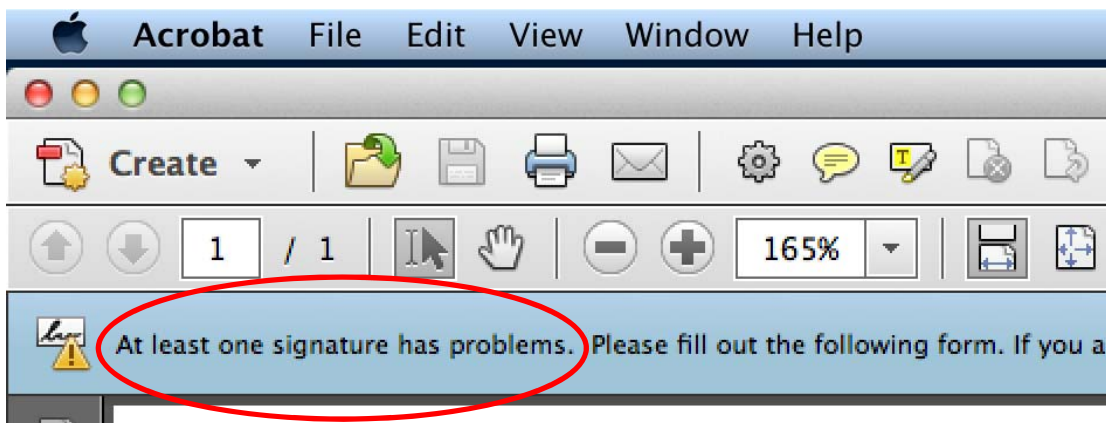 Acrobat File Edit View Window Help
Create
1 / 1 165%
At least one signature has problems. Please fill out the following form. If you a